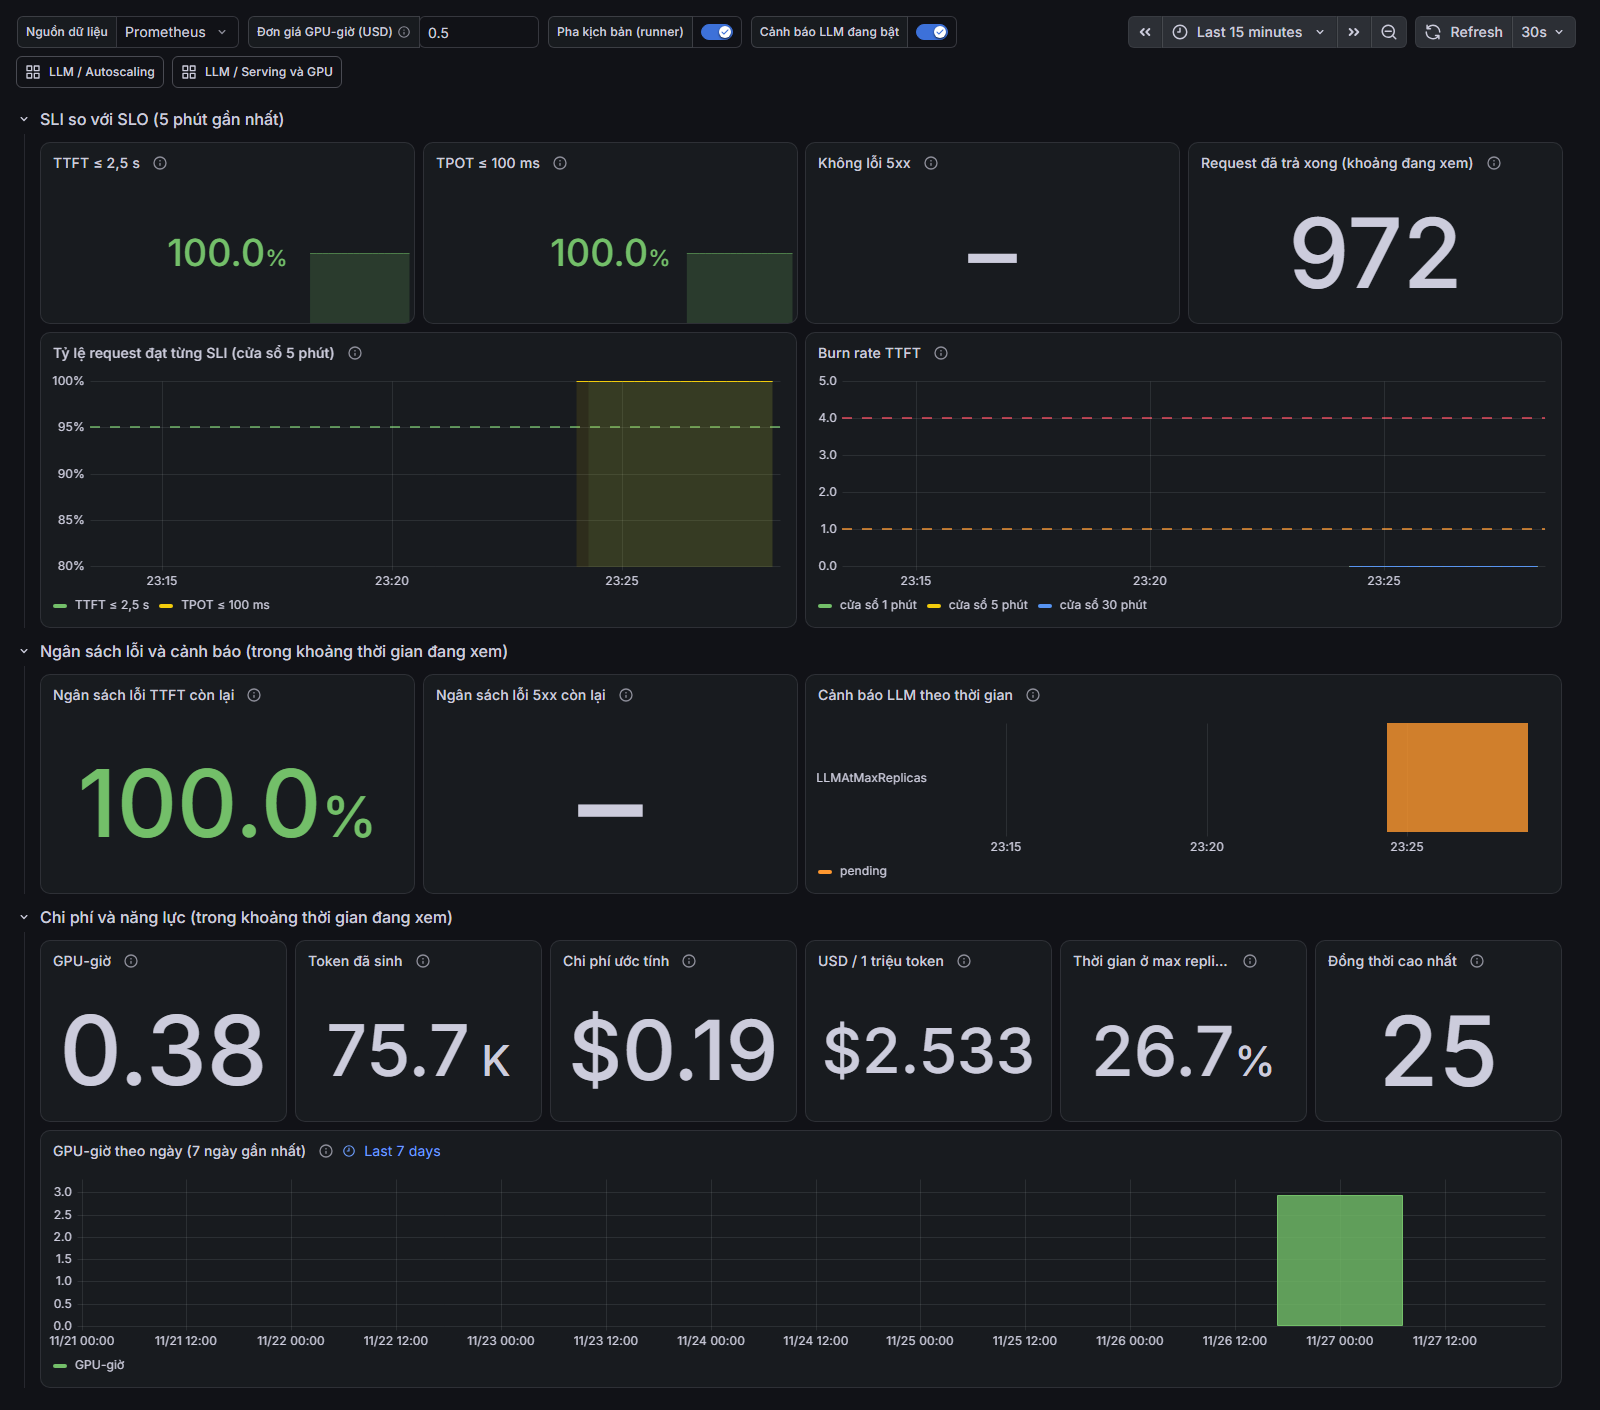 Nguồn dữ liệu Prometheus Đơn giá GPU-giờ (USD) 0.5 Pha kịch bản (runner) Cảnh báo LLM đang bật Last 15 minutes Refresh 30s
LLM / Autoscaling LLM / Serving và GPU
SLI so với SLO (5 phút gần nhất)
TTFT ≤ 2,5 s
100.0%
TPOT ≤ 100 ms
100.0%
Không lỗi 5xx
–
Request đã trả xong (khoảng đang xem)
972
Tỷ lệ request đạt từng SLI (cửa sổ 5 phút)
100%
95%
90%
85%
80%
23:15 23:20 23:25
TTFT ≤ 2,5 s TPOT ≤ 100 ms
Burn rate TTFT
5.0
4.0
3.0
2.0
1.0
0.0
23:15 23:20 23:25
cửa sổ 1 phút cửa sổ 5 phút cửa sổ 30 phút
Ngân sách lỗi và cảnh báo (trong khoảng thời gian đang xem)
Ngân sách lỗi TTFT còn lại
100.0%
Ngân sách lỗi 5xx còn lại
–
Cảnh báo LLM theo thời gian
LLMAtMaxReplicas
23:15 23:20 23:25
pending
Chi phí và năng lực (trong khoảng thời gian đang xem)
GPU-giờ
0.38
Token đã sinh
75.7 K
Chi phí ước tính
$0.19
USD / 1 triệu token
$2.533
Thời gian ở max repli...
26.7%
Đồng thời cao nhất
25
GPU-giờ theo ngày (7 ngày gần nhất) Last 7 days
3.0
2.5
2.0
1.5
1.0
0.5
0.0
11/21 00:00 11/21 12:00 11/22 00:00 11/22 12:00 11/23 00:00 11/23 12:00 11/24 00:00 11/24 12:00 11/25 00:00 11/25 12:00 11/26 00:00 11/26 12:00 11/27 00:00 11/27 12:00
GPU-giờ